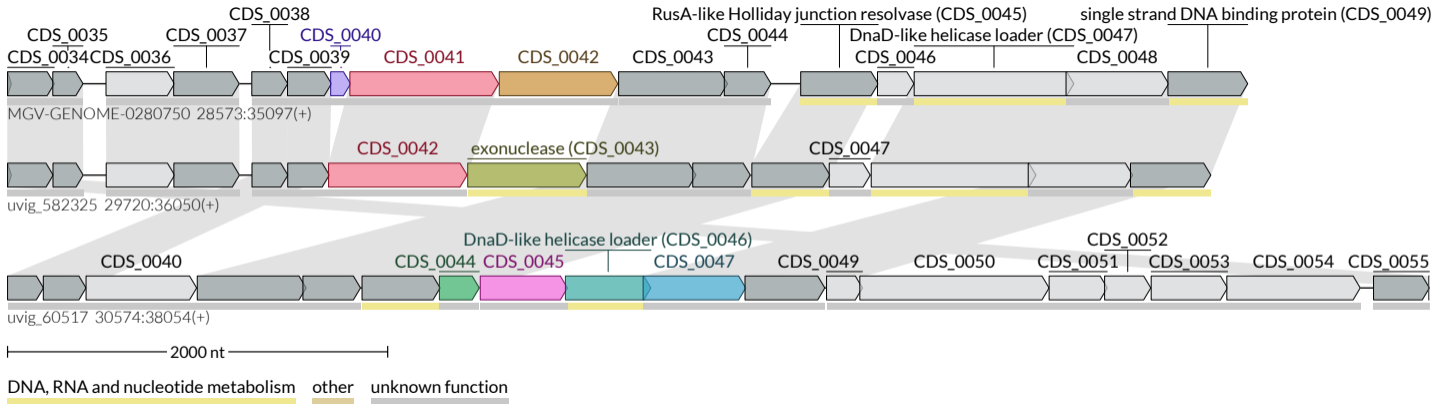 CDS_0038 RusA-like Holliday junction resolvase (CDS_0045) single strand DNA binding protein (CDS_0049)
CDS_0035 CDS_0037 CDS_0040 CDS_0044 DnaD-like helicase loader (CDS_0047)
CDS_0034 CDS_0036 CDS_0039 CDS_0041 CDS_0042 CDS_0043 CDS_0046 CDS_0048
MGV-GENOME-0280750 28573:35097(+)
CDS_0042 exonuclease (CDS_0043) CDS_0047
uvig_582325 29720:36050(+)
DnaD-like helicase loader (CDS_0046) CDS_0052
CDS_0040 CDS_0044 CDS_0045 CDS_0047 CDS_0049 CDS_0050 CDS_0051 CDS_0053 CDS_0054 CDS_0055
uvig_60517 30574:38054(+)
2000 nt
DNA, RNA and nucleotide metabolism other unknown function